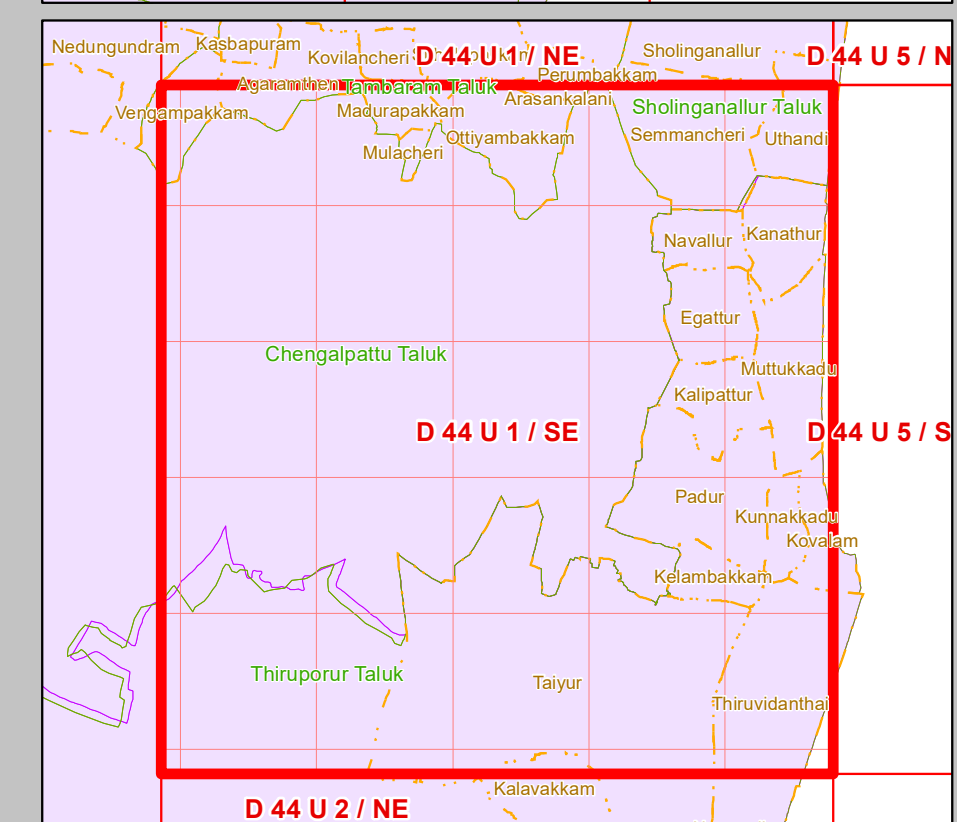 Nedungundram
Kasbapuram
Kovilancheri
D 44 U 1 / NE
Sholinganallur
D 44 U 5 / N
Perumbakkam
Agaramthen
Tambaram Taluk
Arasankalani
Sholinganallur Taluk
Vengampakkam
Madurapakkam
Ottiyambakkam
Semmancheri
Uthandi
Mulacheri
Navallur
Kanathur
Egattur
Chengalpattu Taluk
Muttukkadu
Kalipattur
D 44 U 1 / SE
D 44 U 5 / S
Padur
Kunnakkadu
Kovalam
Kelambakkam
Thiruporur Taluk
Taiyur
Thiruvidanthai
Kalavakkam
D 44 U 2 / NE